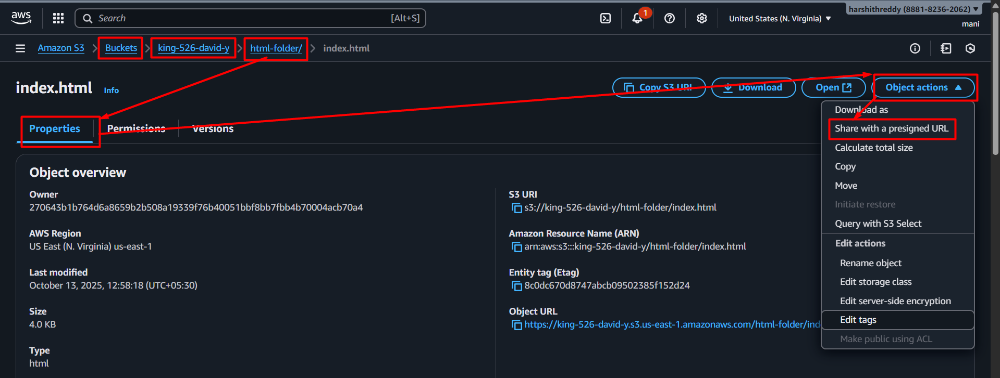 aws
Search [Alt+S]
1
United States (N. Virginia)
harshithreddy (8881-8236-2062)
mani
Amazon S3 Buckets king-526-david-y html-folder/ index.html
index.html Info
Copy S3 URI Download Open Object actions
Properties Permissions Versions
Download as
Share with a presigned URL
Calculate total size
Copy
Move
Initiate restore
Query with S3 Select
Edit actions
Rename object
Edit storage class
Edit server-side encryption
Edit tags
Make public using ACL
Object overview
Owner
270643b1b764d6a8659b2b508a19339f76b40051bbf8bb7fbb4b70004acb70a4
AWS Region
US East (N. Virginia) us-east-1
Last modified
October 13, 2025, 12:58:18 (UTC+05:30)
Size
4.0 KB
Type
html
S3 URI
s3://king-526-david-y/html-folder/index.html
Amazon Resource Name (ARN)
arn:aws:s3:::king-526-david-y/html-folder/index.html
Entity tag (Etag)
8c0dc670d8747abcb09502385f152d24
Object URL
https://king-526-david-y.s3.us-east-1.amazonaws.com/html-folder/ind